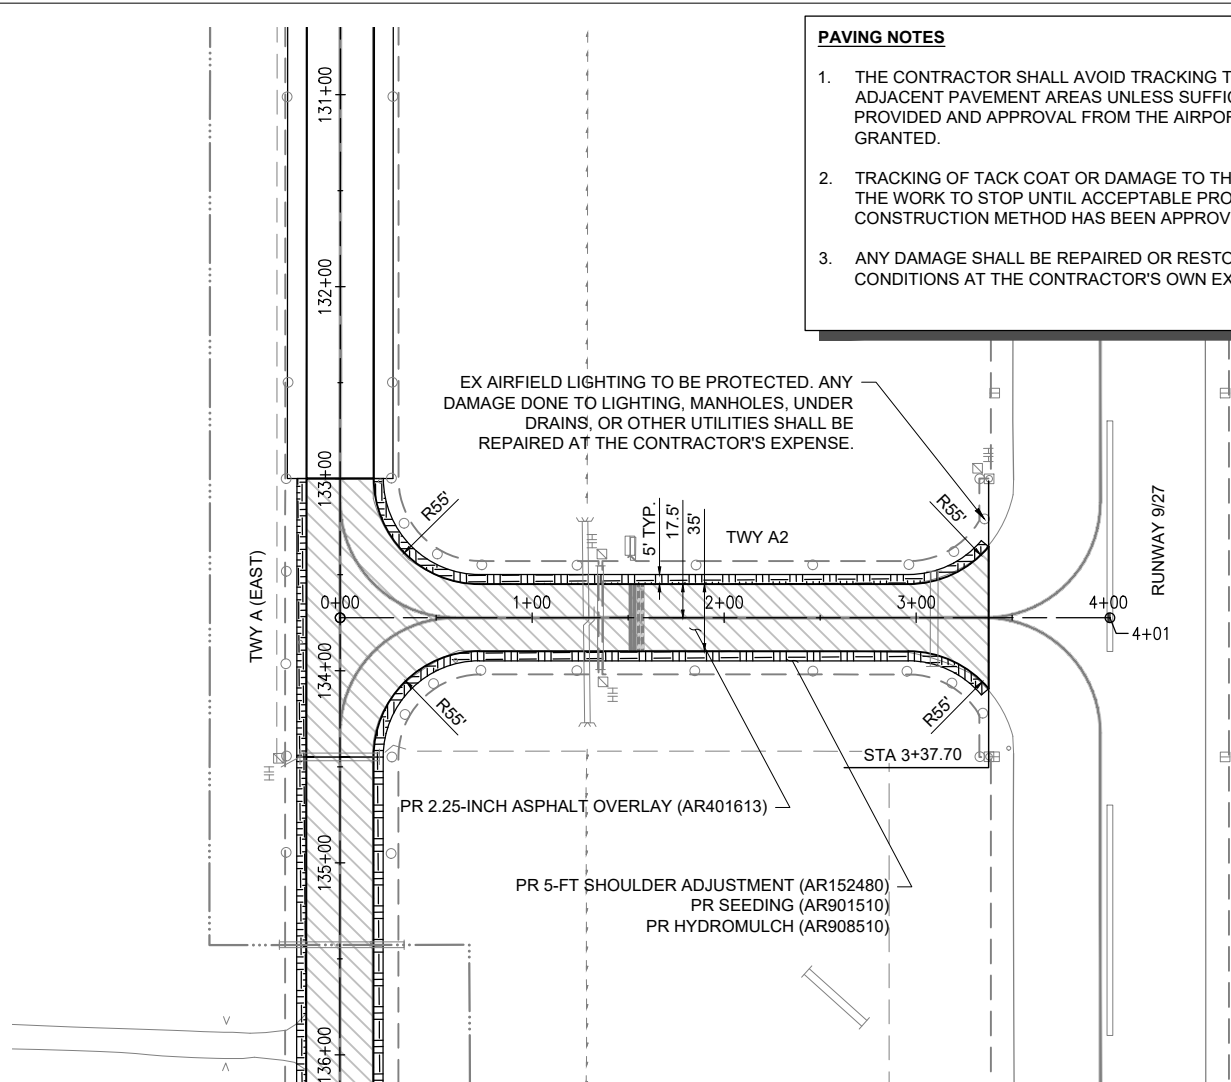 PAVING NOTES
1. THE CONTRACTOR SHALL AVOID TRACKING
ADJACENT PAVEMENT AREAS UNLESS
PROVIDED AND APPROVAL FROM THE
GRANTED.
2. TRACKING OF TACK COAT OR DAMAGE TO
THE WORK TO STOP UNTIL ACCEPTABLE
CONSTRUCTION METHOD HAS BEEN
3. ANY DAMAGE SHALL BE REPAIRED OR
CONDITIONS AT THE CONTRACTOR'S OWN
131+00
132+00
EX AIRFIELD LIGHTING TO BE PROTECTED. ANY
DAMAGE DONE TO LIGHTING, MANHOLES, UNDER
DRAINS, OR OTHER UTILITIES SHALL BE
REPAIRED AT THE CONTRACTOR'S EXPENSE.
133+00
R55'
5' TYP.
17.5'
35'
TWY A2
R55'
RUNWAY 9/27
TWY A (EAST)
0+00
1+00
2+00
3+00
4+00
4+01
134+00
R55'
R55'
STA 3+37.70
PR 2.25-INCH ASPHALT OVERLAY (AR401613)
135+00
PR 5-FT SHOULDER ADJUSTMENT (AR152480)
PR SEEDING (AR901510)
PR HYDROMULCH (AR908510)
136+00